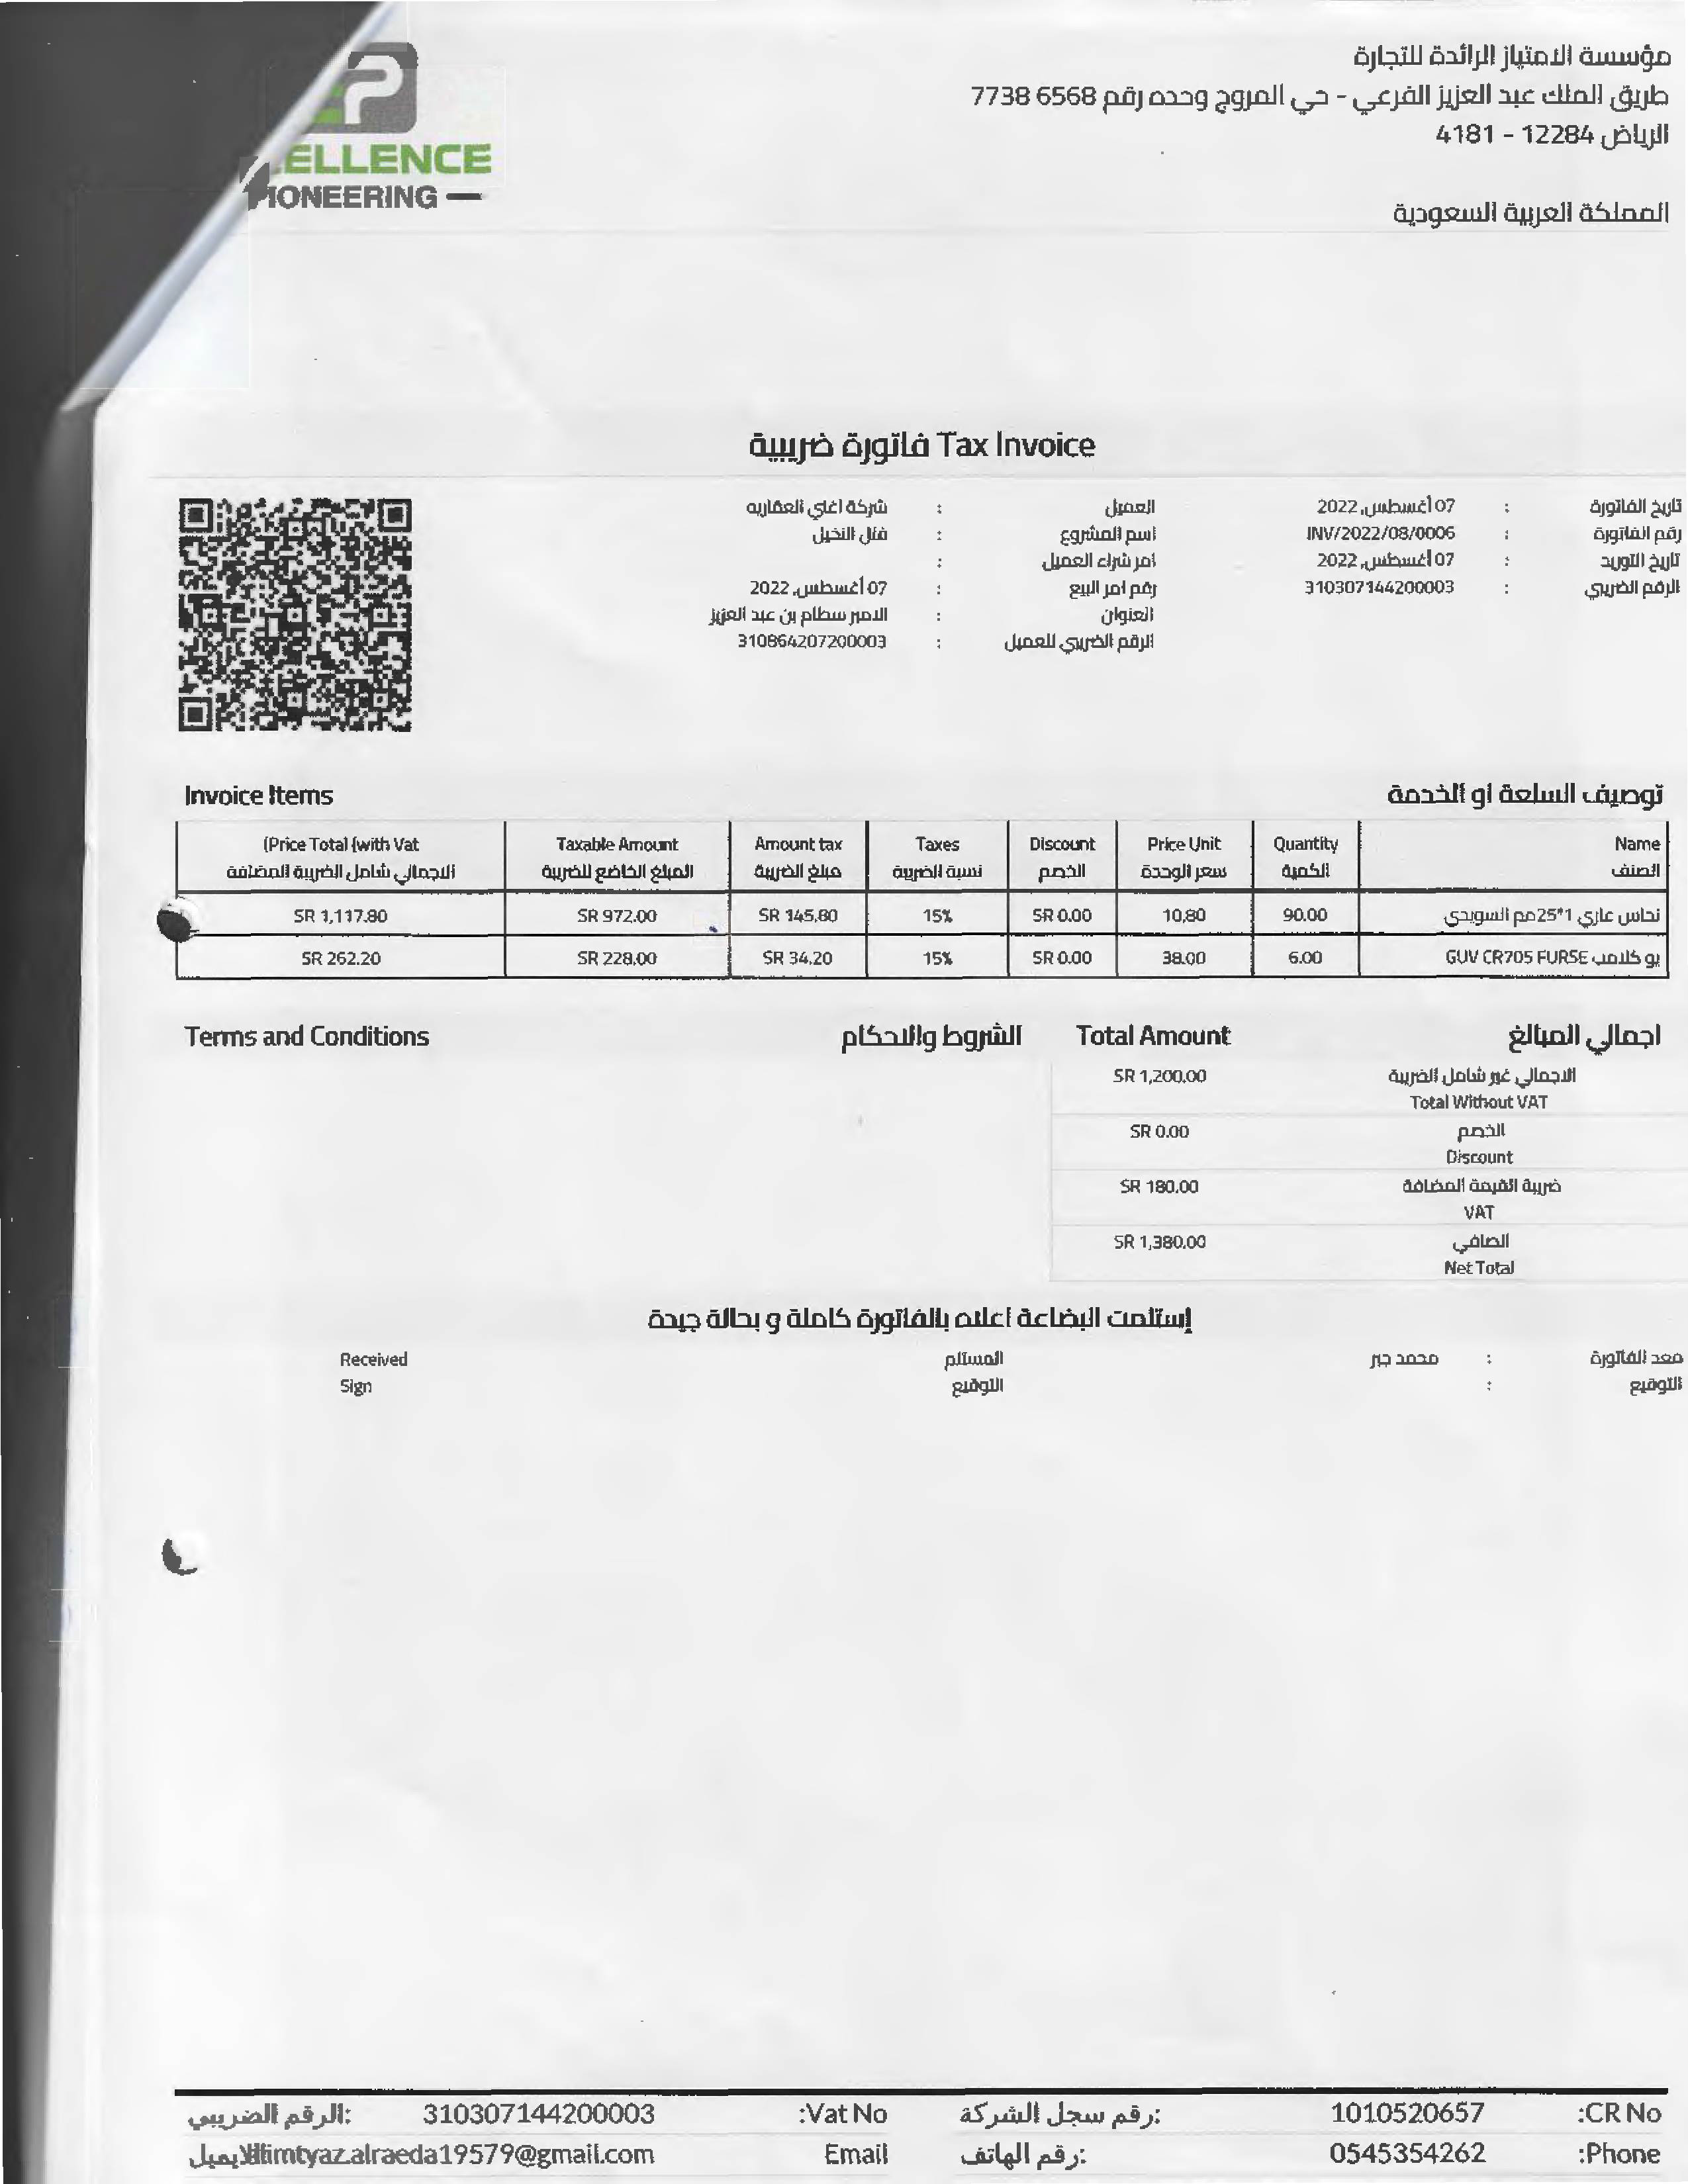 مؤسسة الامتياز الرائدة للتجارة
طريق الملك عبد العزيز الفرعي - حي المروج وحده رقم 6568 7738
الرياض 12284 - 4181
المملكة العربية السعودية
P
ELLENCE
IONEERING
فاتورة ضريبية Tax Invoice
تاريخ الفاتورة : 07 أغسطس, 2022
رقم الفاتورة : INV/2022/08/0006
تاريخ التوريد : 07 أغسطس, 2022
الرقم الضريبي : 310307144200003
العميل : شركة اغاي العقاريه
اسم المشروع : فلل النخيل
امر شراء العميل :
رقم امر البيع : 07 أغسطس, 2022
العنوان : الامير سطام بن عبد العزيز
الرقم الضريبي للعميل : 310864207200003
توصيف السلعة او الخدمة Invoice Items
Name Quantity Price Unit Discount Taxes Amount tax Taxable Amount (Price Total (with Vat
الصنف الكمية سعر الوحدة الخصم نسبة الضريبة مبلغ الضريبة المبلغ الخاضع للضريبة الاجمالي شامل الضريبة المضافة
نحاس عاري 1*25مم السويدي 90.00 10.80 SR 0.00 15% SR 145.80 SR 972.00 SR 1,117.80
يو كلامب GUV CR705 FURSE 6.00 38.00 SR 0.00 15% SR 34.20 SR 228.00 SR 262.20
اجمالي المبالغ Total Amount
الاجمالي غير شامل الضريبة SR 1,200.00
Total Without VAT
الخصم SR 0.00
Discount
ضريبة القيمة المضافة SR 180.00
VAT
الصافي SR 1,380.00
Net Total
الشروط والاحكام Terms and Conditions
إستلمت البضاعة اعلاه بالفاتورة كاملة و بحالة جيدة
معد الفاتورة : محمد جبر المستلم Received
التوقيع : التوقيع Sign
CR No: 1010520657 رقم سجل الشركة: Vat No: 310307144200003 الرقم الضريبي:
Phone: 0545354262 رقم الهاتف: Email alraeda19579@gmail.com